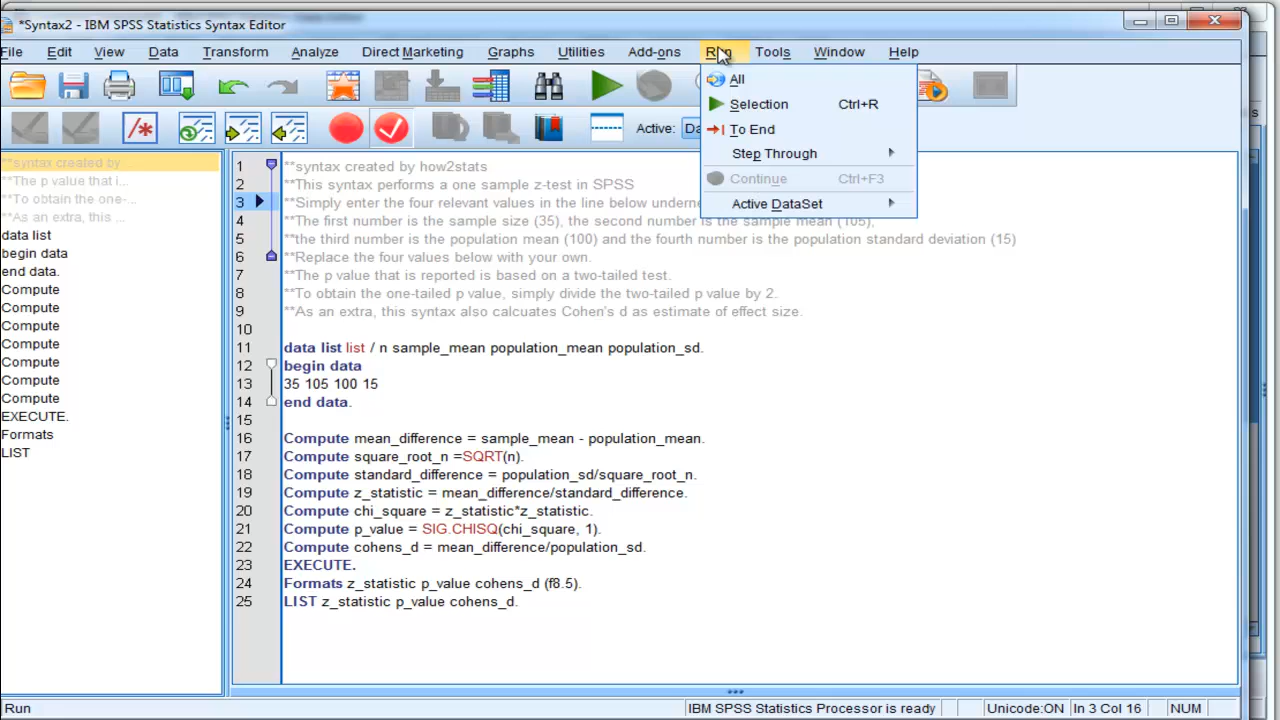 *Syntax2 - IBM SPSS Statistics Syntax Editor
File Edit View Data Transform Analyze Direct Marketing Graphs Utilities Add-ons Run Tools Window Help
All
Selection Ctrl+R
To End
Step Through
Continue Ctrl+F3
Active DataSet
Active:
**syntax created by
**The p value that i...
**To obtain the one-...
**As an extra, this ...
data list
begin data
end data.
Compute
Compute
Compute
Compute
Compute
Compute
Compute
EXECUTE.
Formats
LIST
1 **syntax created by how2stats
2 **This syntax performs a one sample z-test in SPSS
3 **Simply enter the four relevant values in the line below
4 **The first number is the sample size (35), the second number is the sample mean (105),
5 **the third number is the population mean (100) and the fourth number is the population standard deviation (15)
6 **Replace the four values below with your own.
7 **The p value that is reported is based on a two-tailed test.
8 **To obtain the one-tailed p value, simply divide the two-tailed p value by 2.
9 **As an extra, this syntax also calcuates Cohen's d as estimate of effect size.
10
11 data list list / n sample_mean population_mean population_sd.
12 begin data
13 35 105 100 15
14 end data.
15
16 Compute mean_difference = sample_mean - population_mean.
17 Compute square_root_n =SQRT(n).
18 Compute standard_difference = population_sd/square_root_n.
19 Compute z_statistic = mean_difference/standard_difference.
20 Compute chi_square = z_statistic*z_statistic.
21 Compute p_value = SIG.CHISQ(chi_square, 1).
22 Compute cohens_d = mean_difference/population_sd.
23 EXECUTE.
24 Formats z_statistic p_value cohens_d (f8.5).
25 LIST z_statistic p_value cohens_d.
Run IBM SPSS Statistics Processor is ready Unicode:ON In 3 Col 16 NUM